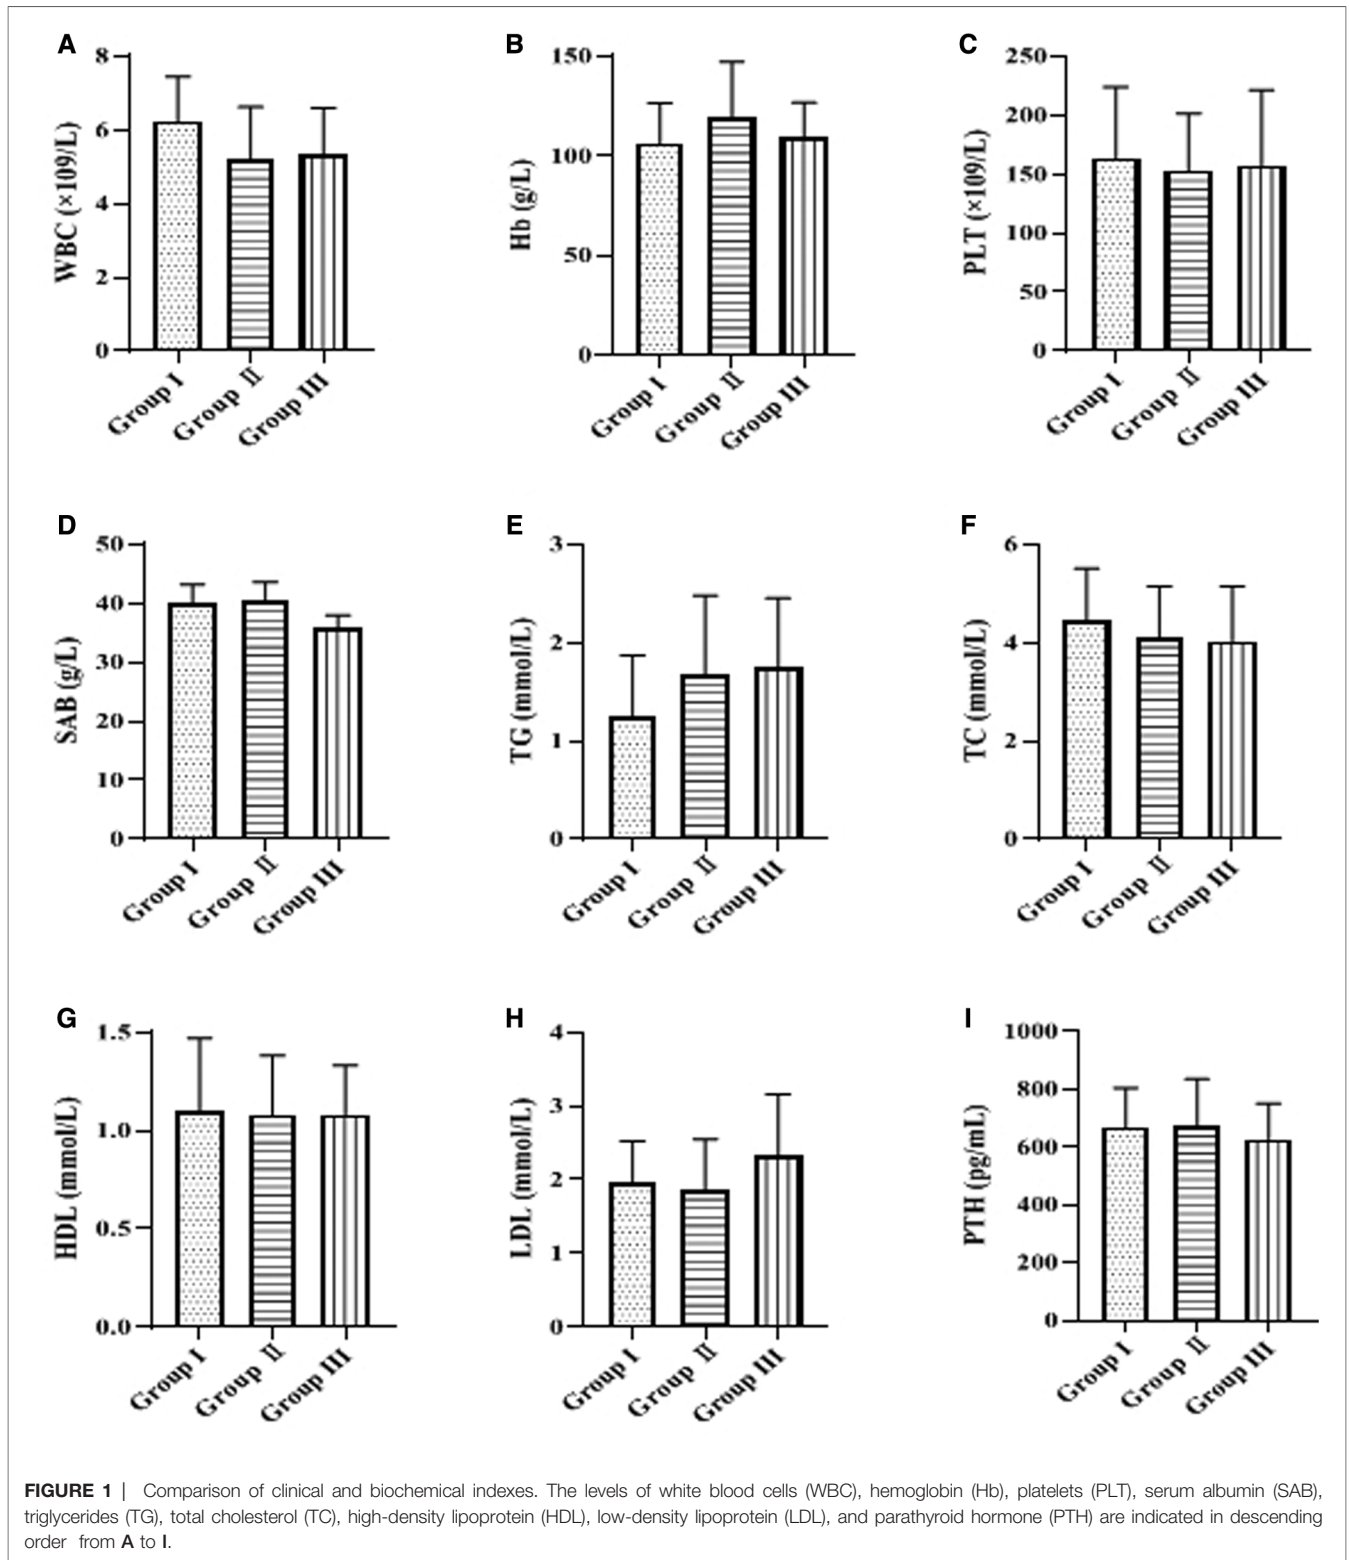 A
8
6
4
2
0
WBC (×109/L)
Group I
Group Ⅱ
Group III
B
150
100
50
0
Hb (g/L)
Group I
Group Ⅱ
Group III
C
250
200
150
100
50
0
PLT (×109/L)
Group I
Group Ⅱ
Group III
D
50
40
30
20
10
0
SAB (g/L)
Group I
Group Ⅱ
Group III
E
3
2
1
0
TG (mmol/L)
Group I
Group Ⅱ
Group III
F
6
4
2
0
TC (mmol/L)
Group I
Group Ⅱ
Group III
G
1.5
1.0
0.5
0.0
HDL (mmol/L)
Group I
Group Ⅱ
Group III
H
4
3
2
1
0
LDL (mmol/L)
Group I
Group Ⅱ
Group III
I
1000
800
600
400
200
0
PTH (pg/mL)
Group I
Group Ⅱ
Group III
FIGURE 1 | Comparison of clinical and biochemical indexes. The levels of white blood cells (WBC), hemoglobin (Hb), platelets (PLT), serum albumin (SAB),
triglycerides (TG), total cholesterol (TC), high-density lipoprotein (HDL), low-density lipoprotein (LDL), and parathyroid hormone (PTH) are indicated in descending
order from A to I.